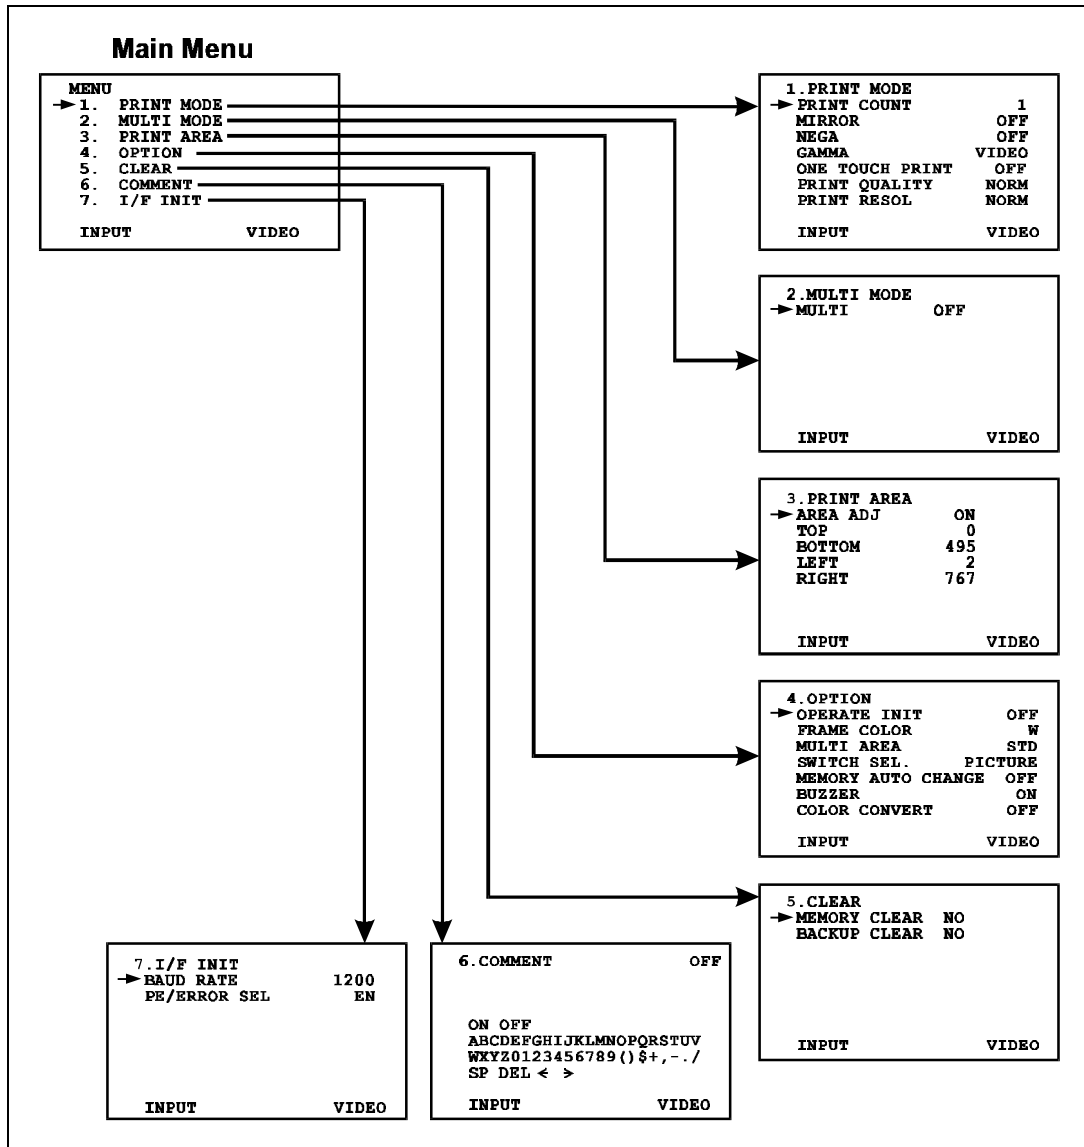 Main Menu
MENU
1. PRINT MODE
2. MULTI MODE
3. PRINT AREA
4. OPTION
5. CLEAR
6. COMMENT
7. I/F INIT
INPUT VIDEO
1.PRINT MODE
PRINT COUNT 1
MIRROR OFF
NEGA OFF
GAMMA VIDEO
ONE TOUCH PRINT OFF
PRINT QUALITY NORM
PRINT RESOL NORM
INPUT VIDEO
2.MULTI MODE
MULTI OFF
INPUT VIDEO
3.PRINT AREA
AREA ADJ ON
TOP 0
BOTTOM 495
LEFT 2
RIGHT 767
INPUT VIDEO
4.OPTION
OPERATE INIT OFF
FRAME COLOR W
MULTI AREA STD
SWITCH SEL. PICTURE
MEMORY AUTO CHANGE OFF
BUZZER ON
COLOR CONVERT OFF
INPUT VIDEO
5.CLEAR
MEMORY CLEAR NO
BACKUP CLEAR NO
INPUT VIDEO
7.I/F INIT
BAUD RATE 1200
PE/ERROR SEL EN
INPUT VIDEO
6.COMMENT OFF
ON OFF
ABCDEFGHIJKLMNOPQRSTUV
WXYZ0123456789()$+,-./
SP DEL < >
INPUT VIDEO